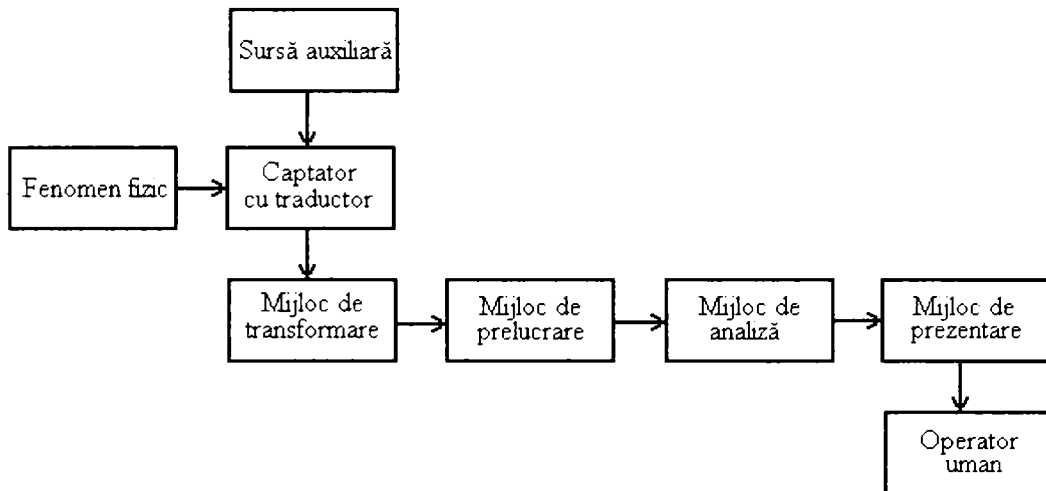 Sursă auxiliară
Fenomen fizic
Captator
cu traductor
Mijloc de
transformare
Mijloc de
prelucrare
Mijloc de
analiză
Mijloc de
prezentare
Operator
uman